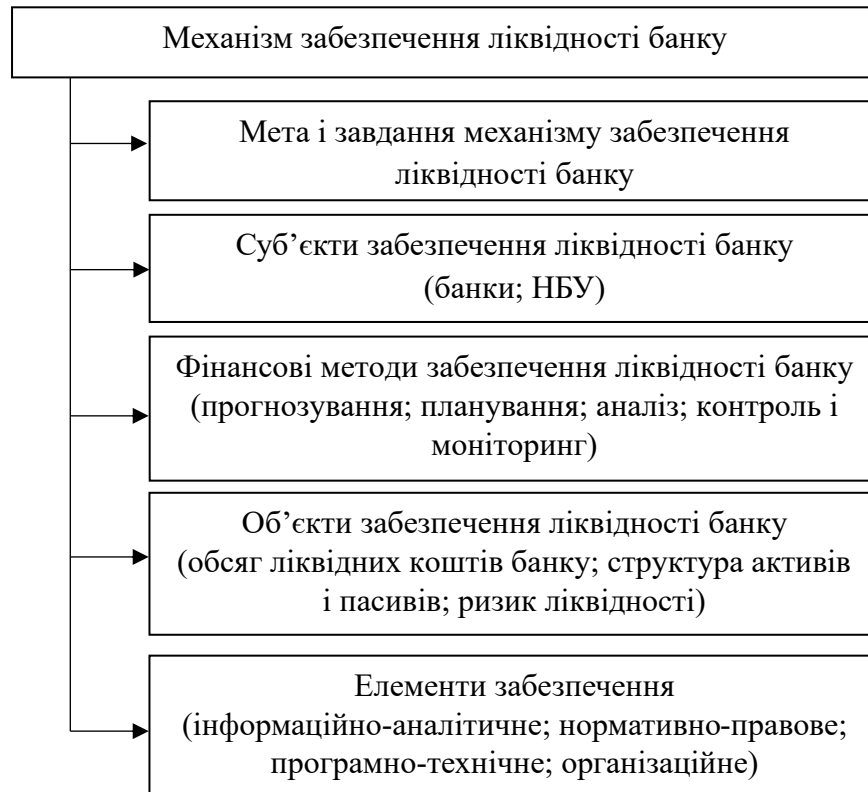 Механізм забезпечення ліквідності банку
Мета і завдання механізму забезпечення
ліквідності банку
Суб’єкти забезпечення ліквідності банку
(банки; НБУ)
Фінансові методи забезпечення ліквідності банку
(прогнозування; планування; аналіз; контроль і
моніторинг)
Об’єкти забезпечення ліквідності банку
(обсяг ліквідних коштів банку; структура активів
і пасивів; ризик ліквідності)
Елементи забезпечення
(інформаційно-аналітичне; нормативно-правове;
програмно-технічне; організаційне)